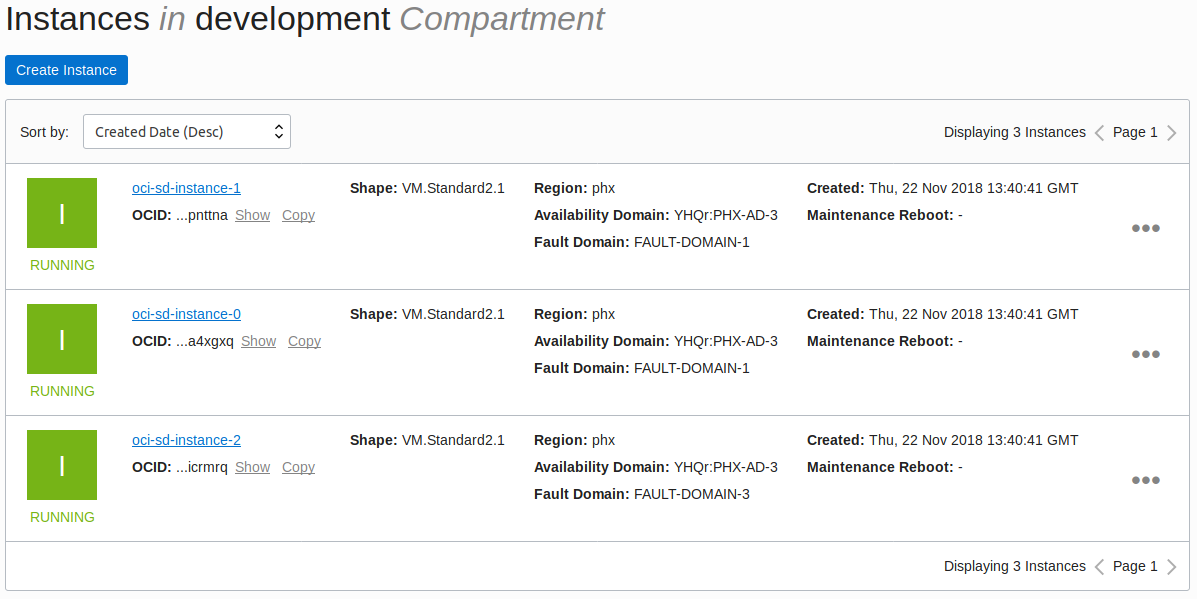 Instances in development Compartment
Create Instance
Sort by: Created Date (Desc) Displaying 3 Instances Page 1
I
RUNNING
oci-sd-instance-1
OCID: ...pnttna Show Copy
Shape: VM.Standard2.1
Region: phx
Availability Domain: YHQr:PHX-AD-3
Fault Domain: FAULT-DOMAIN-1
Created: Thu, 22 Nov 2018 13:40:41 GMT
Maintenance Reboot: -
I
RUNNING
oci-sd-instance-0
OCID: ...a4xgxq Show Copy
Shape: VM.Standard2.1
Region: phx
Availability Domain: YHQr:PHX-AD-3
Fault Domain: FAULT-DOMAIN-1
Created: Thu, 22 Nov 2018 13:40:41 GMT
Maintenance Reboot: -
I
RUNNING
oci-sd-instance-2
OCID: ...icrmrq Show Copy
Shape: VM.Standard2.1
Region: phx
Availability Domain: YHQr:PHX-AD-3
Fault Domain: FAULT-DOMAIN-3
Created: Thu, 22 Nov 2018 13:40:41 GMT
Maintenance Reboot: -
Displaying 3 Instances Page 1